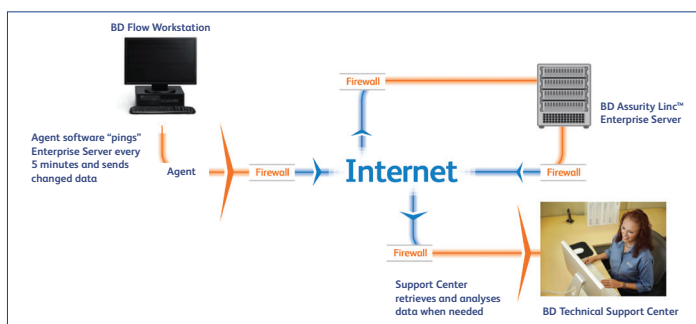 BD Flow Workstation
Firewall
BD Assurity Linc™
Enterprise Server
Agent software “pings”
Enterprise Server every
5 minutes and sends
changed data
Agent
Firewall
Internet
Firewall
Firewall
Support Center
retrieves and analyses
data when needed
BD Technical Support Center